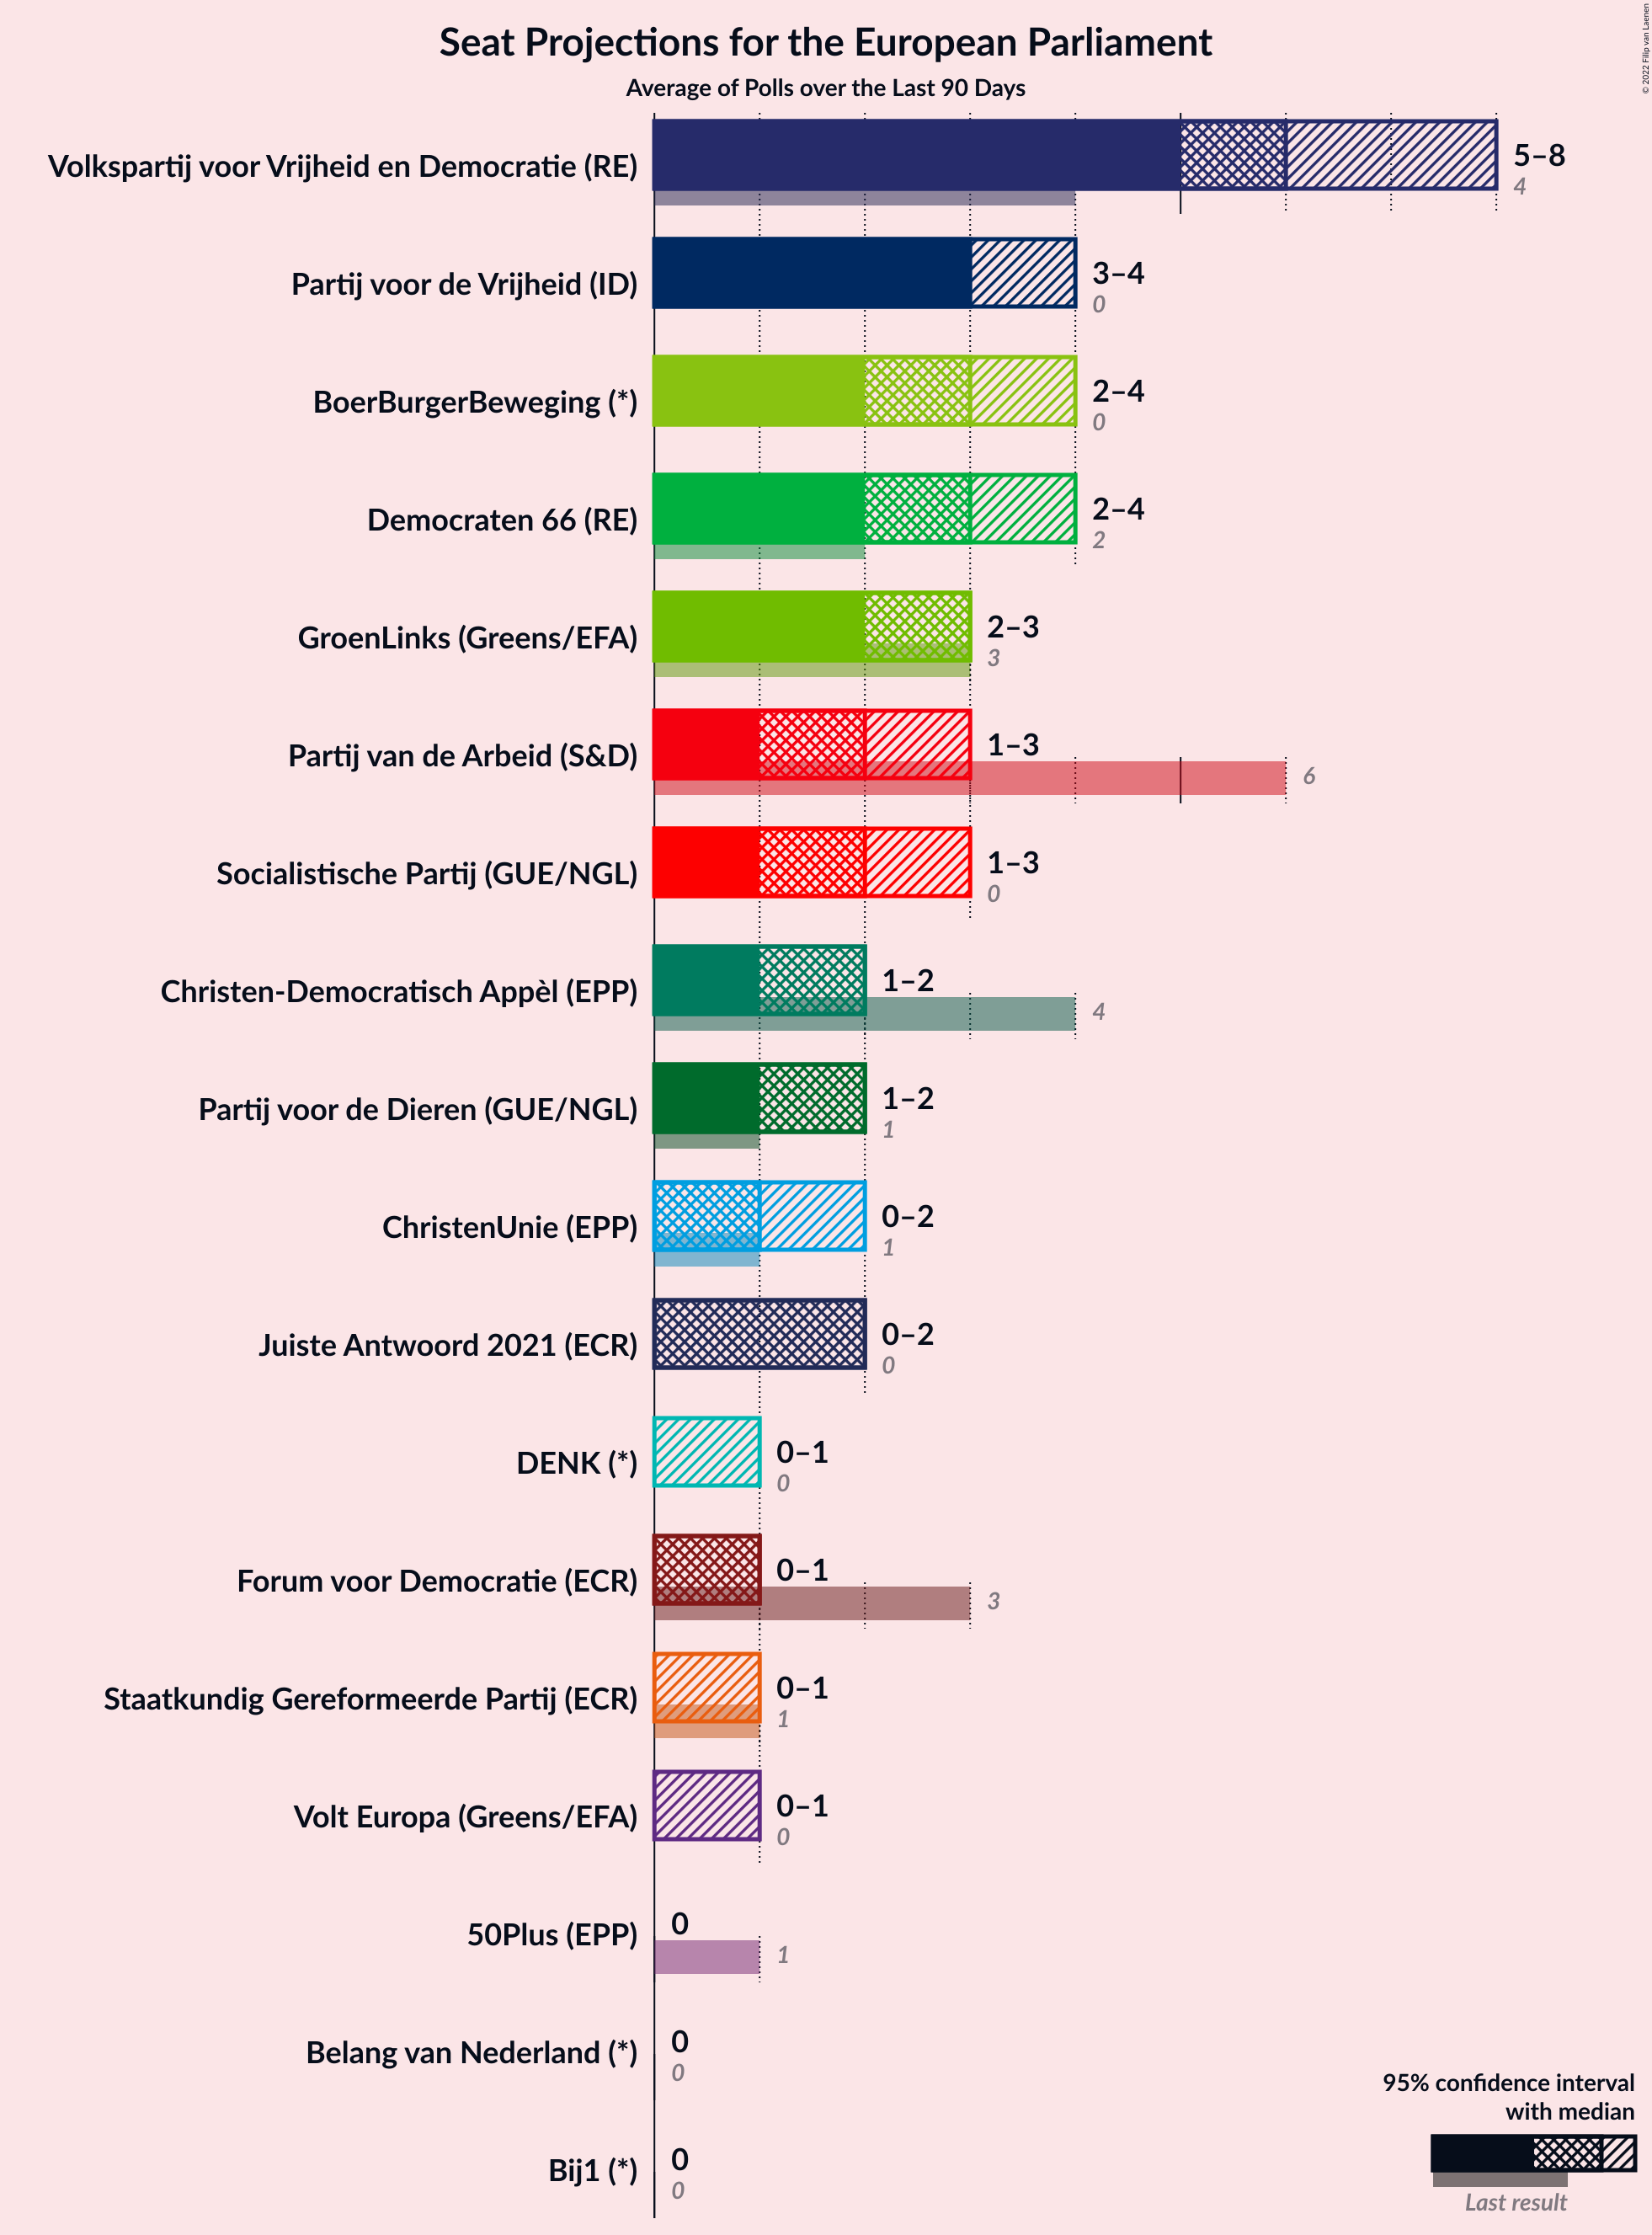 Seat Projections for the European Parliament
Average of Polls over the Last 90 Days
© 2022 Filip van Laenen
Volkspartij voor Vrijheid en Democratie (RE)
5–8
4
Partij voor de Vrijheid (ID)
3–4
0
BoerBurgerBeweging (*)
2–4
0
Democraten 66 (RE)
2–4
2
GroenLinks (Greens/EFA)
2–3
3
Partij van de Arbeid (S&D)
1–3
6
Socialistische Partij (GUE/NGL)
1–3
0
Christen-Democratisch Appèl (EPP)
1–2
4
Partij voor de Dieren (GUE/NGL)
1–2
1
ChristenUnie (EPP)
0–2
1
Juiste Antwoord 2021 (ECR)
0–2
0
DENK (*)
0–1
0
Forum voor Democratie (ECR)
0–1
3
Staatkundig Gereformeerde Partij (ECR)
0–1
1
Volt Europa (Greens/EFA)
0–1
0
50Plus (EPP)
0
1
Belang van Nederland (*)
0
0
Bij1 (*)
0
0
95% confidence interval
with median
Last result